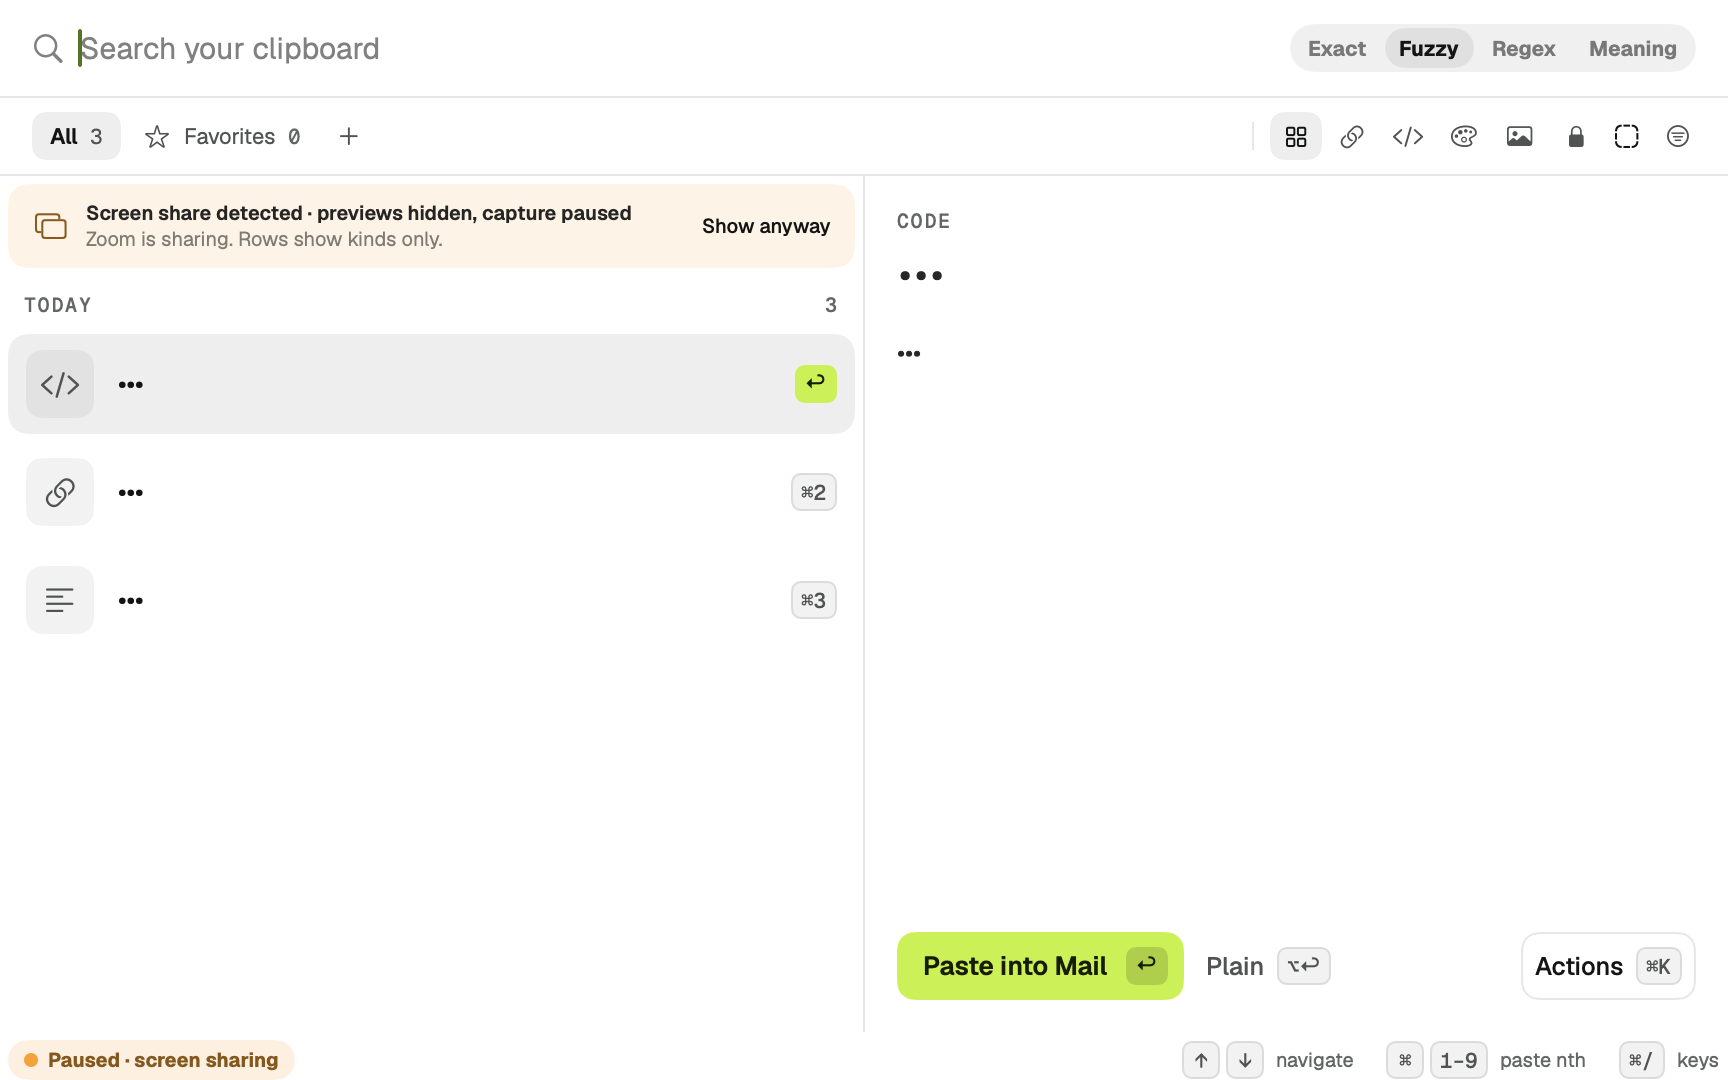 Search your clipboard
Exact Fuzzy Regex Meaning
All 3 Favorites 0 +
Screen share detected · previews hidden, capture paused
Zoom is sharing. Rows show kinds only.
Show anyway
TODAY 3
•••
••• ⌘2
••• ⌘3
CODE
•••
•••
Paste into Mail ↩ Plain ⌥↩ Actions ⌘K
Paused · screen sharing
↑ ↓ navigate ⌘ 1–9 paste nth ⌘/ keys